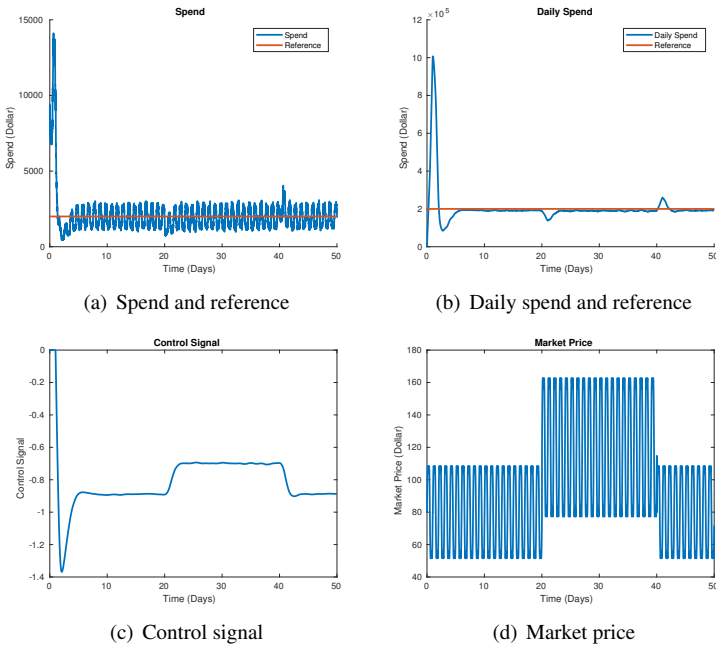 Spend
15000
10000
5000
0
Spend (Dollar)
0 10 20 30 40 50
Time (Days)
Spend
Reference
(a) Spend and reference
Daily Spend
× 10^5
12
10
8
6
4
2
0
Spend (Dollar)
0 10 20 30 40 50
Time (Days)
Daily Spend
Reference
(b) Daily spend and reference
Control Signal
0
-0.2
-0.4
-0.6
-0.8
-1
-1.2
-1.4
Control Signal
0 10 20 30 40 50
Time (Days)
(c) Control signal
Market Price
180
160
140
120
100
80
60
40
Market Price (Dollar)
0 10 20 30 40 50
Time (Days)
(d) Market price